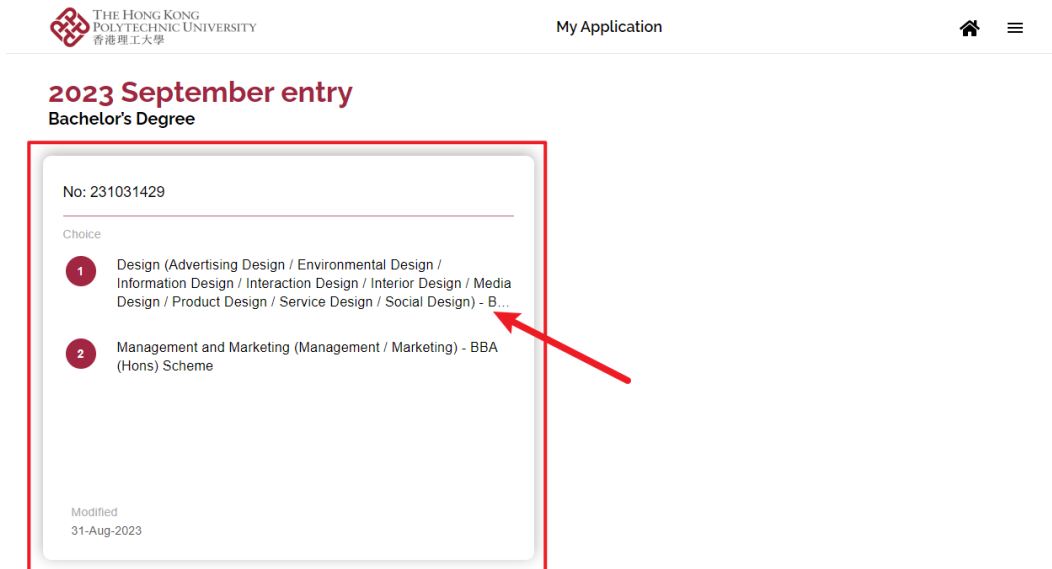 THE HONG KONG
POLYTECHNIC UNIVERSITY
香港理工大學
My Application
2023 September entry
Bachelor's Degree
No: 231031429
Choice
1
Design (Advertising Design / Environmental Design /
Information Design / Interaction Design / Interior Design / Media
Design / Product Design / Service Design / Social Design) - B...
2
Management and Marketing (Management / Marketing) - BBA
(Hons) Scheme
Modified
31-Aug-2023